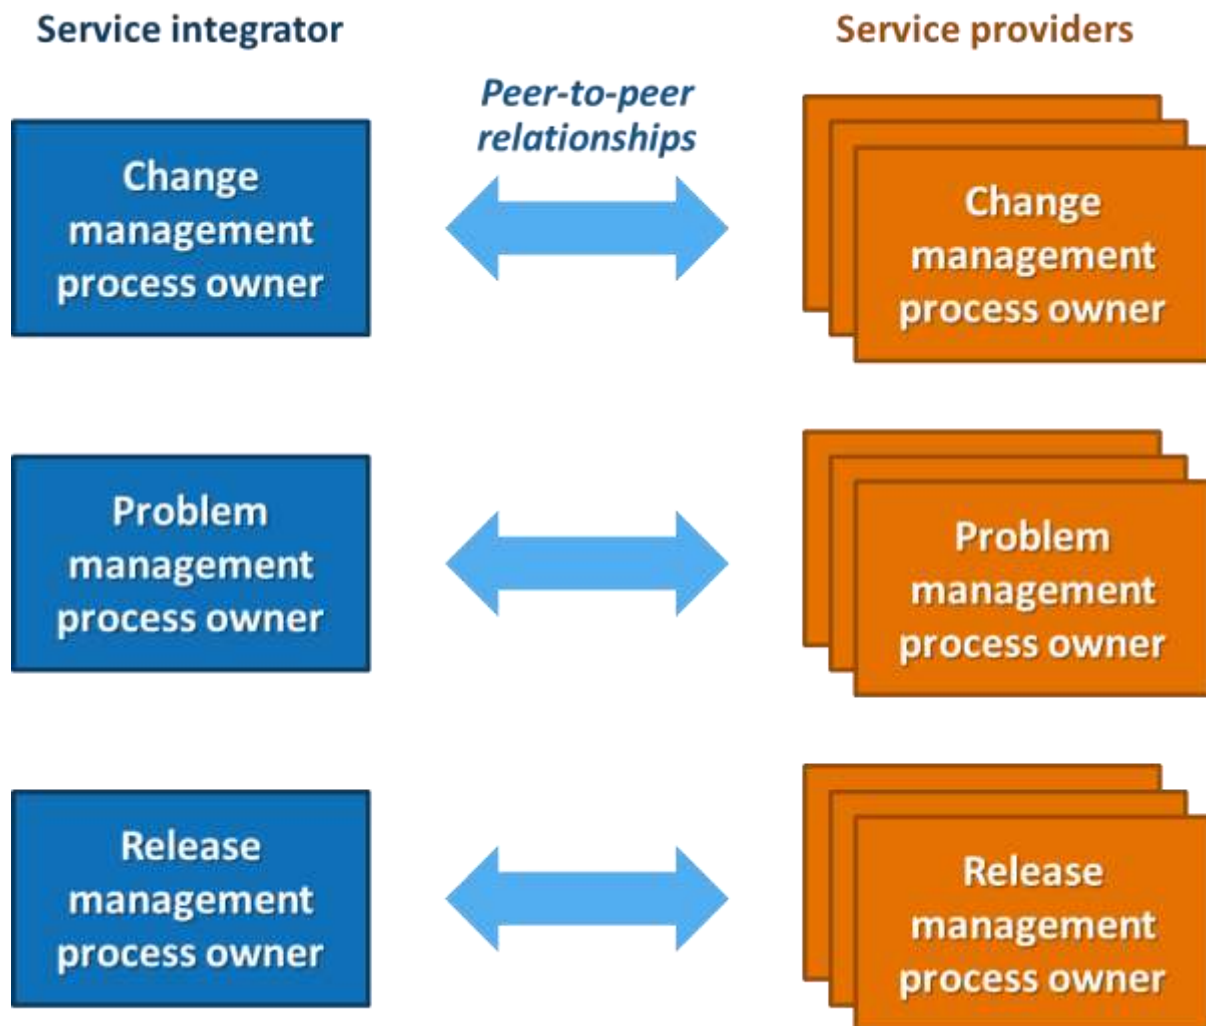 Service integrator
Service providers
Peer-to-peer
relationships
Change
management
process owner
Change
management
process owner
Problem
management
process owner
Problem
management
process owner
Release
management
process owner
Release
management
process owner